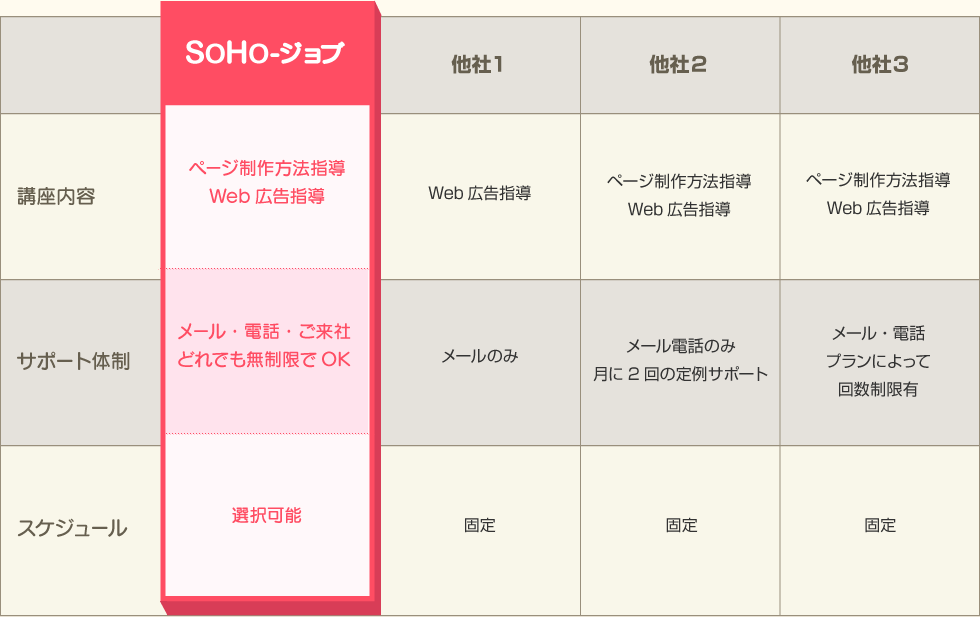 SOHO-ジョブ
他社1
他社2
他社3
講座内容
ページ制作方法指導
Web 広告指導
Web 広告指導
ページ制作方法指導
Web 広告指導
ページ制作方法指導
Web 広告指導
サポート体制
メール・電話・ご来社
どれでも無制限で OK
メールのみ
メール電話のみ
月に 2 回の定例サポート
メール・電話
プランによって
回数制限有
スケジュール
選択可能
固定
固定
固定